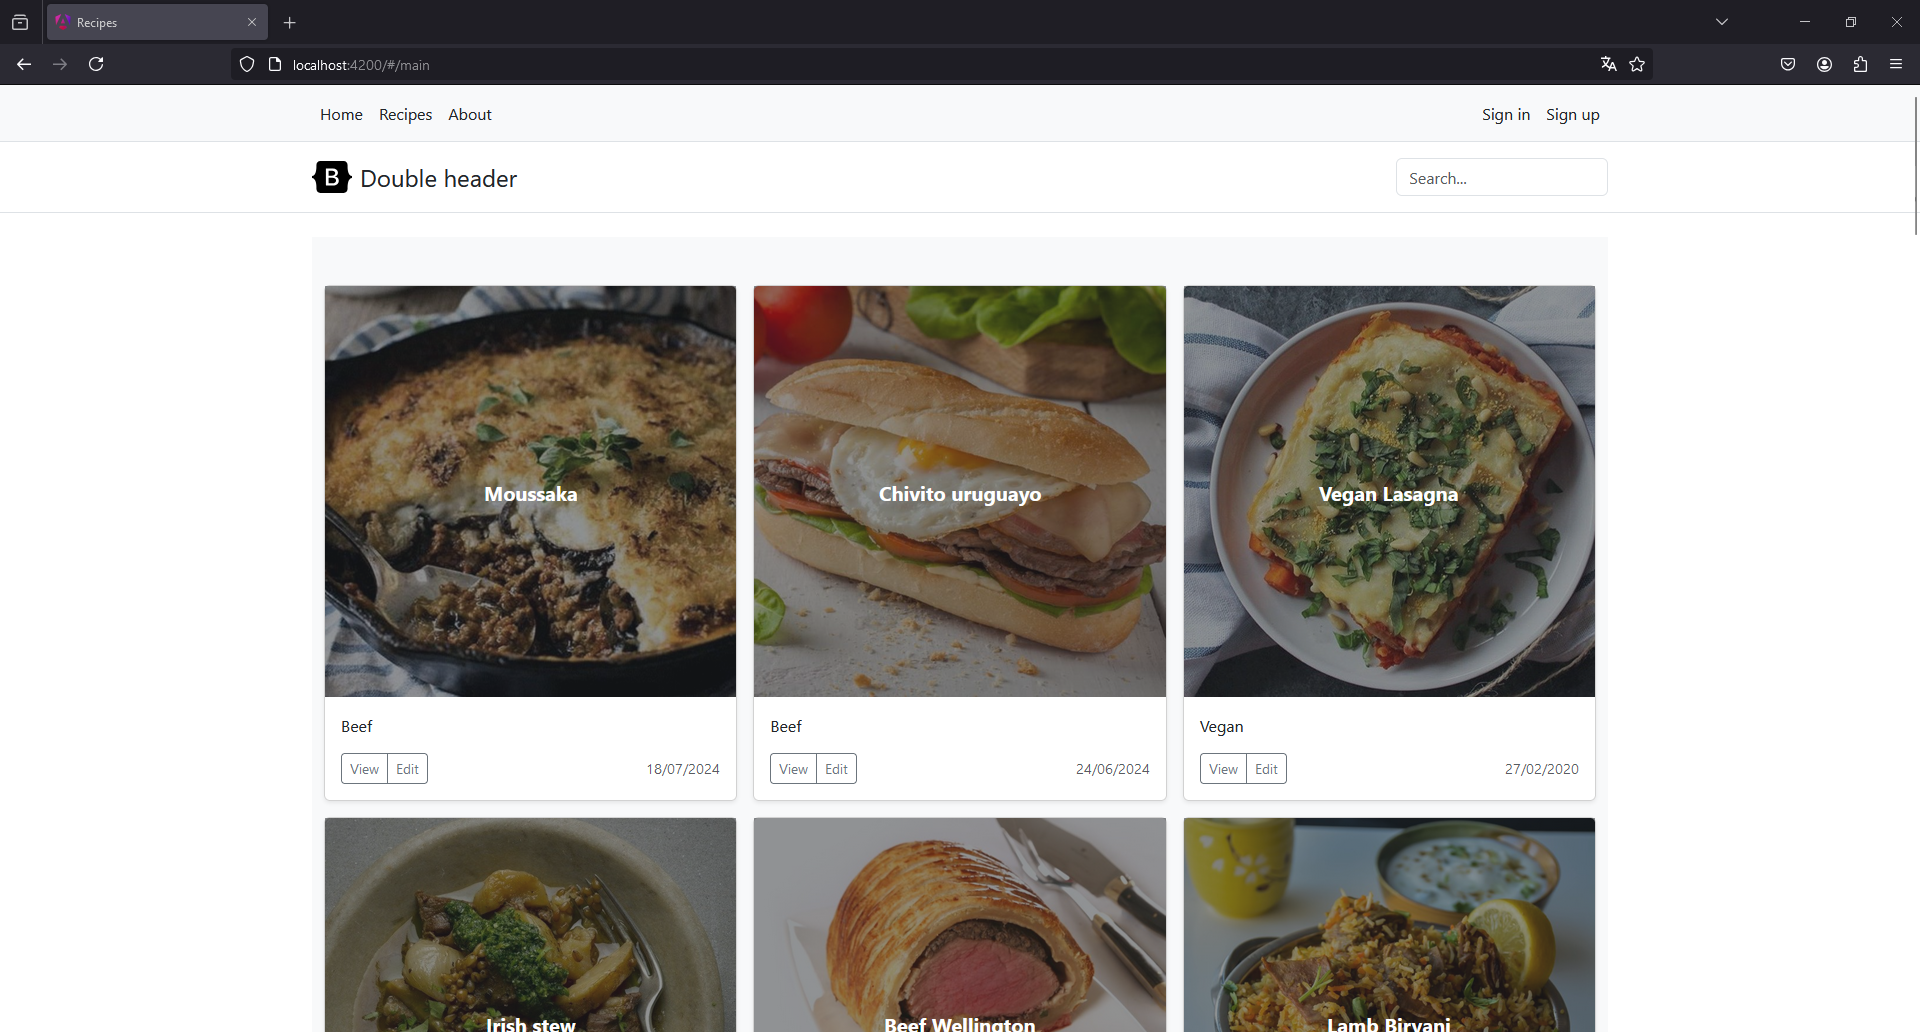 Recipes
localhost:4200/#/main
Home Recipes About Sign in Sign up
B Double header Search...
Moussaka Chivito uruguayo Vegan Lasagna
Beef Beef Vegan
View Edit 18/07/2024 View Edit 24/06/2024 View Edit 27/02/2020
Irish stew Beef Wellington Lamb Biryani